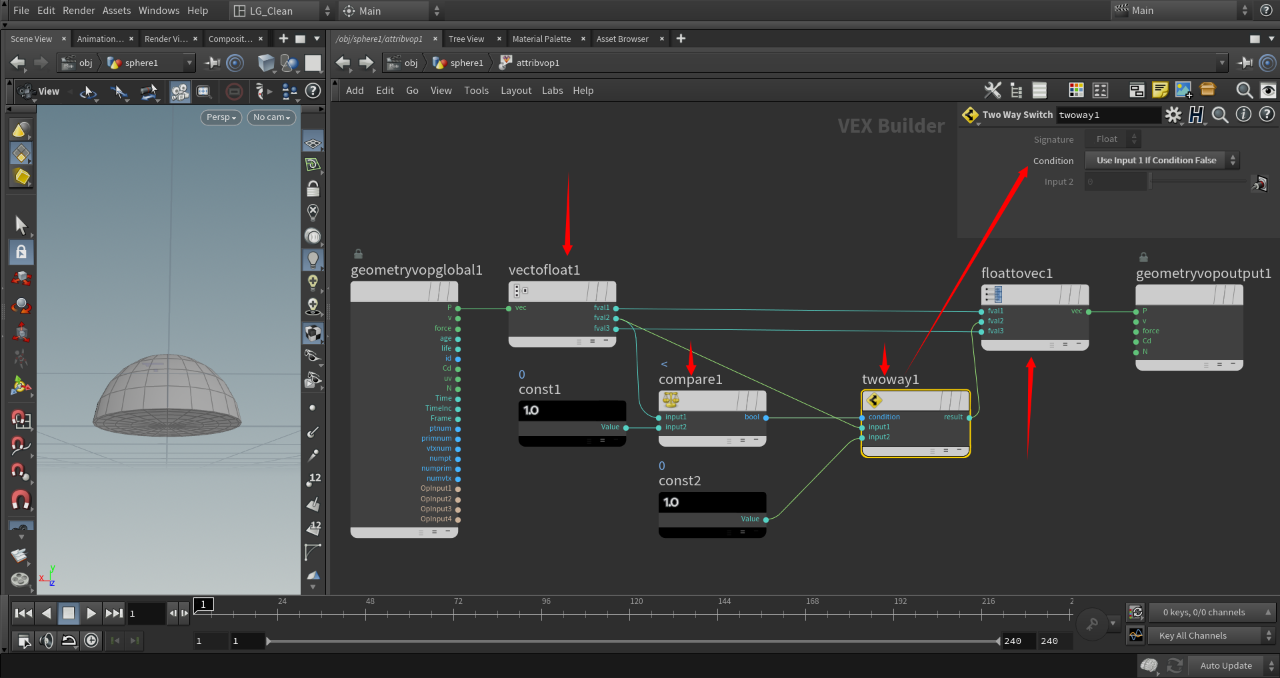 File Edit Render Assets Windows Help LG_Clean Main Main
Scene View Animation... Render Vi... Composit... /obj/sphere1/attribvop1 Tree View Material Palette Asset Browser
obj sphere1 obj sphere1 attribvop1
View Add Edit Go View Tools Layout Labs Help
Persp No cam
VEX Builder
Two Way Switch twoway1
Signature Float
Condition Use Input 1 If Condition False
Input 2 0
geometryvopglobal1
P
v
force
age
life
id
Cd
uv
N
Time
TimeInc
Frame
ptnum
primnum
vtxnum
numpt
numprim
numvtx
OpInput1
OpInput2
OpInput3
OpInput4
vectofloat1
vec fval1
fval2
fval3
0
const1
1.0
Value
<
compare1
input1 bool
input2
0
const2
1.0
Value
twoway1
condition result
input1
input2
floattovec1
fval1 vec
fval2
fval3
geometryvopoutput1
P
v
force
Cd
N
12
12
y
x
z
1 1 24 48 72 96 120 144 168 192 216 2
0 keys, 0/0 channels
1 1 240 240 Key All Channels
Auto Update